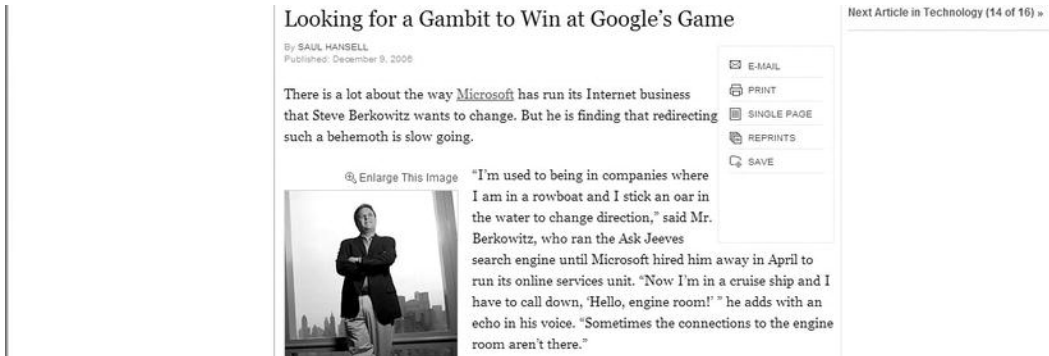 Looking for a Gambit to Win at Google's Game
Next Article in Technology (14 of 16) »
By SAUL HANSELL
Published: December 9, 2006
E-MAIL
PRINT
SINGLE PAGE
REPRINTS
SAVE
There is a lot about the way Microsoft has run its Internet business
that Steve Berkowitz wants to change. But he is finding that redirecting
such a behemoth is slow going.
Enlarge This Image
“I'm used to being in companies where
I am in a rowboat and I stick an oar in
the water to change direction,” said Mr.
Berkowitz, who ran the Ask Jeeves
search engine until Microsoft hired him away in April to
run its online services unit. “Now I'm in a cruise ship and I
have to call down, ‘Hello, engine room!’ ” he adds with an
echo in his voice. “Sometimes the connections to the engine
room aren't there.”